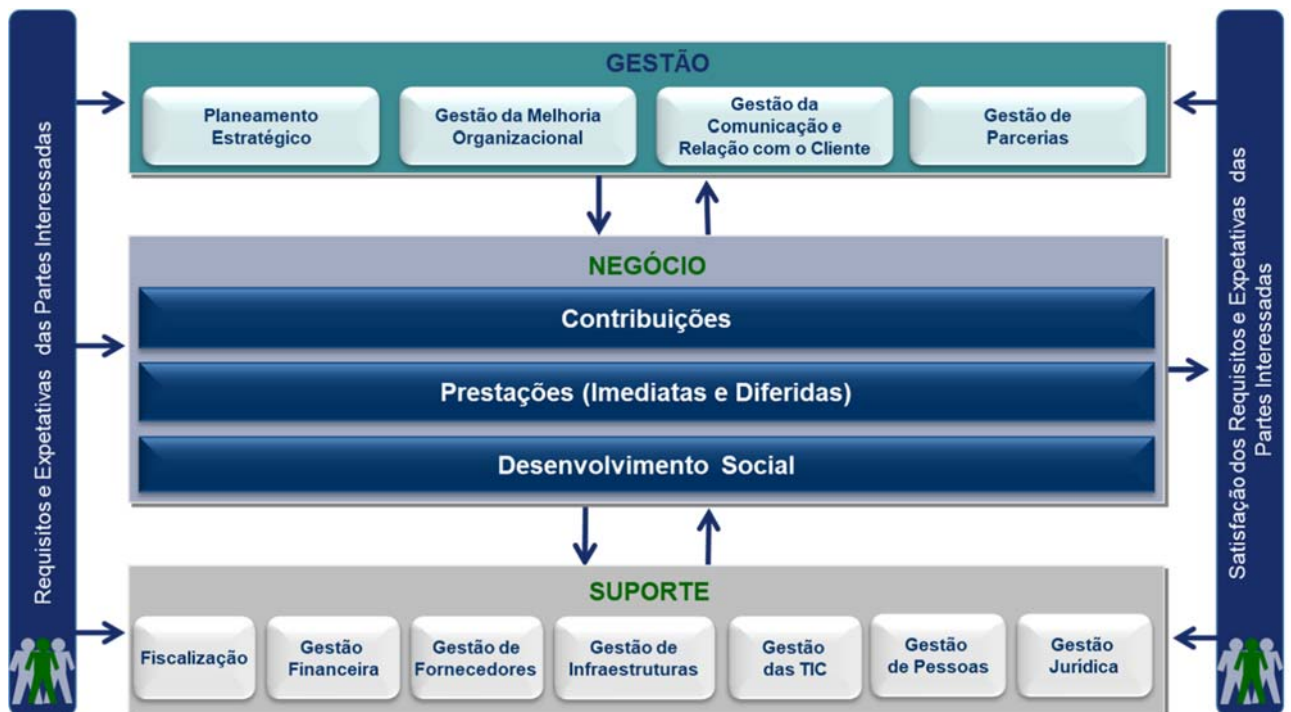 Requisitos e Expetativas das Partes Interessadas
GESTÃO
Planeamento
Estratégico
Gestão da Melhoria
Organizacional
Gestão da
Comunicação e
Relação com o Cliente
Gestão de
Parcerias
NEGÓCIO
Contribuições
Prestações (Imediatas e Diferidas)
Desenvolvimento Social
SUPORTE
Fiscalização
Gestão
Financeira
Gestão de
Fornecedores
Gestão de
Infraestruturas
Gestão
das TIC
Gestão
de Pessoas
Gestão
Jurídica
Satisfação dos Requisitos e Expetativas das
Partes Interessadas